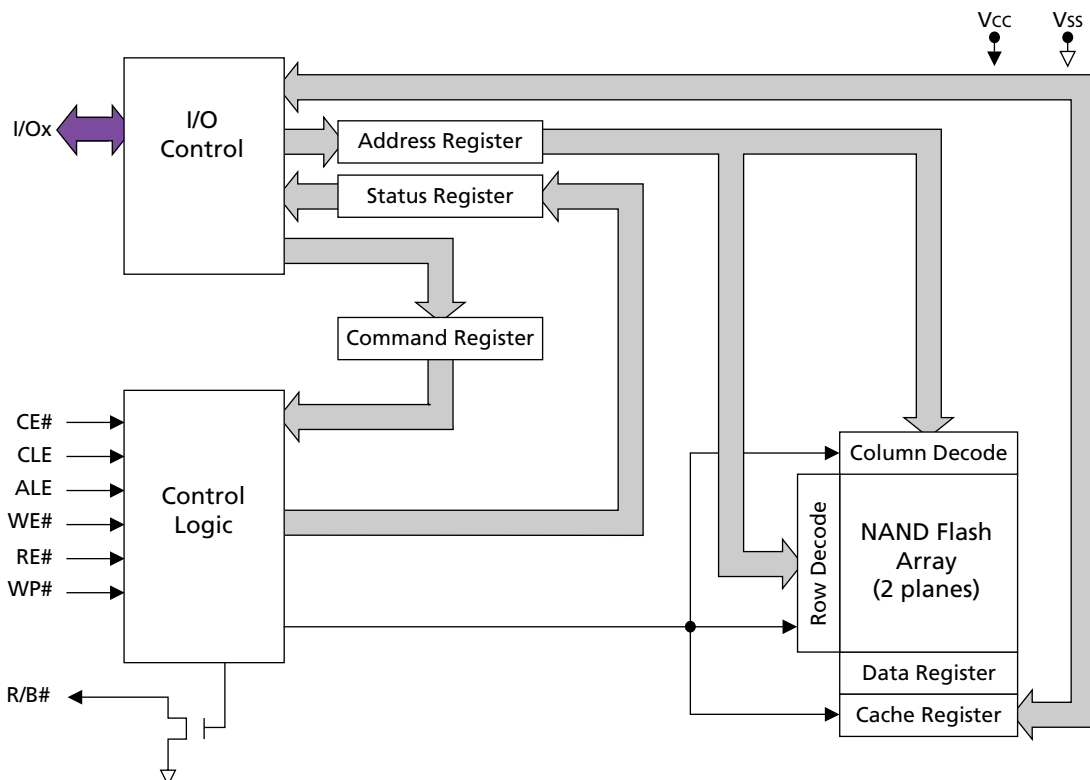 Vcc
Vss
I/Ox
I/O
Control
Address Register
Status Register
Command Register
CE#
CLE
ALE
WE#
RE#
WP#
Control
Logic
Column Decode
Row Decode
NAND Flash
Array
(2 planes)
Data Register
Cache Register
R/B#